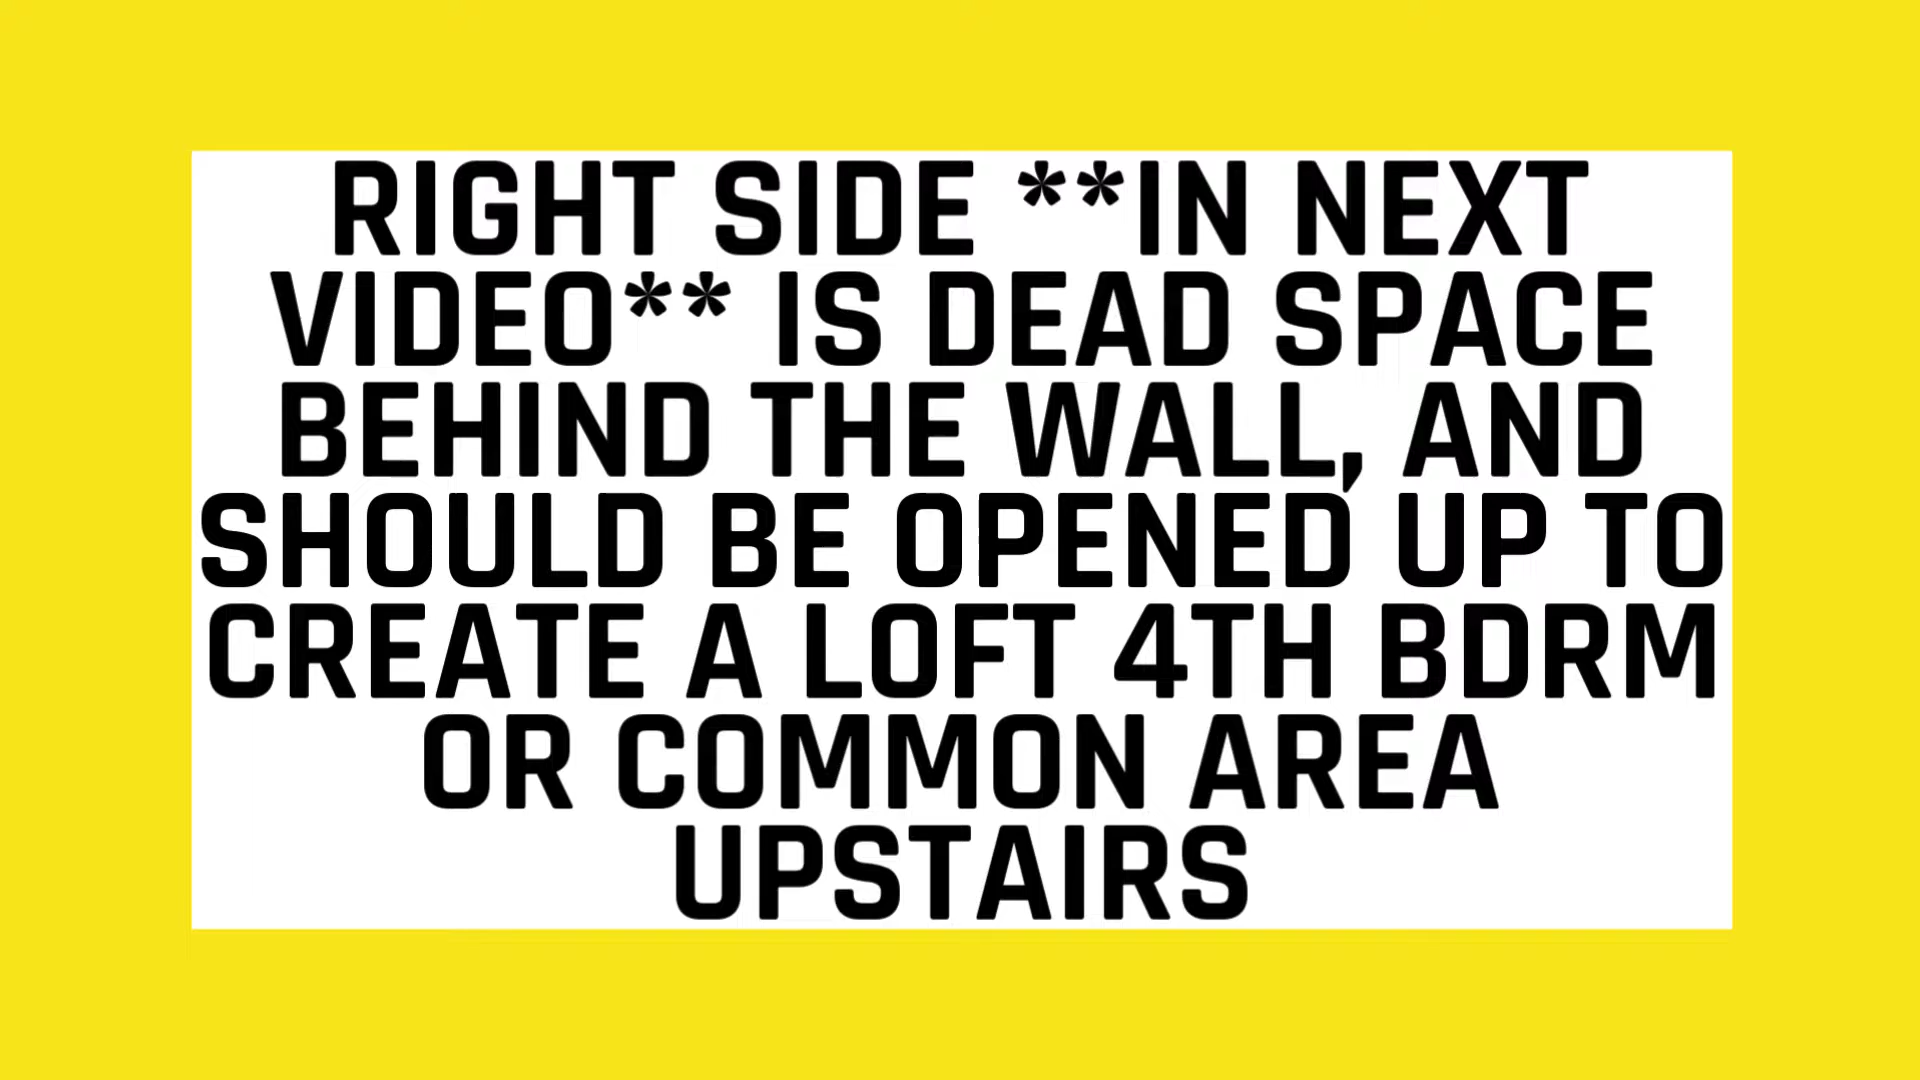 RIGHT SIDE **IN NEXT
VIDEO** IS DEAD SPACE
BEHIND THE WALL, AND
SHOULD BE OPENED UP TO
CREATE A LOFT 4TH BDRM
OR COMMON AREA
UPSTAIRS